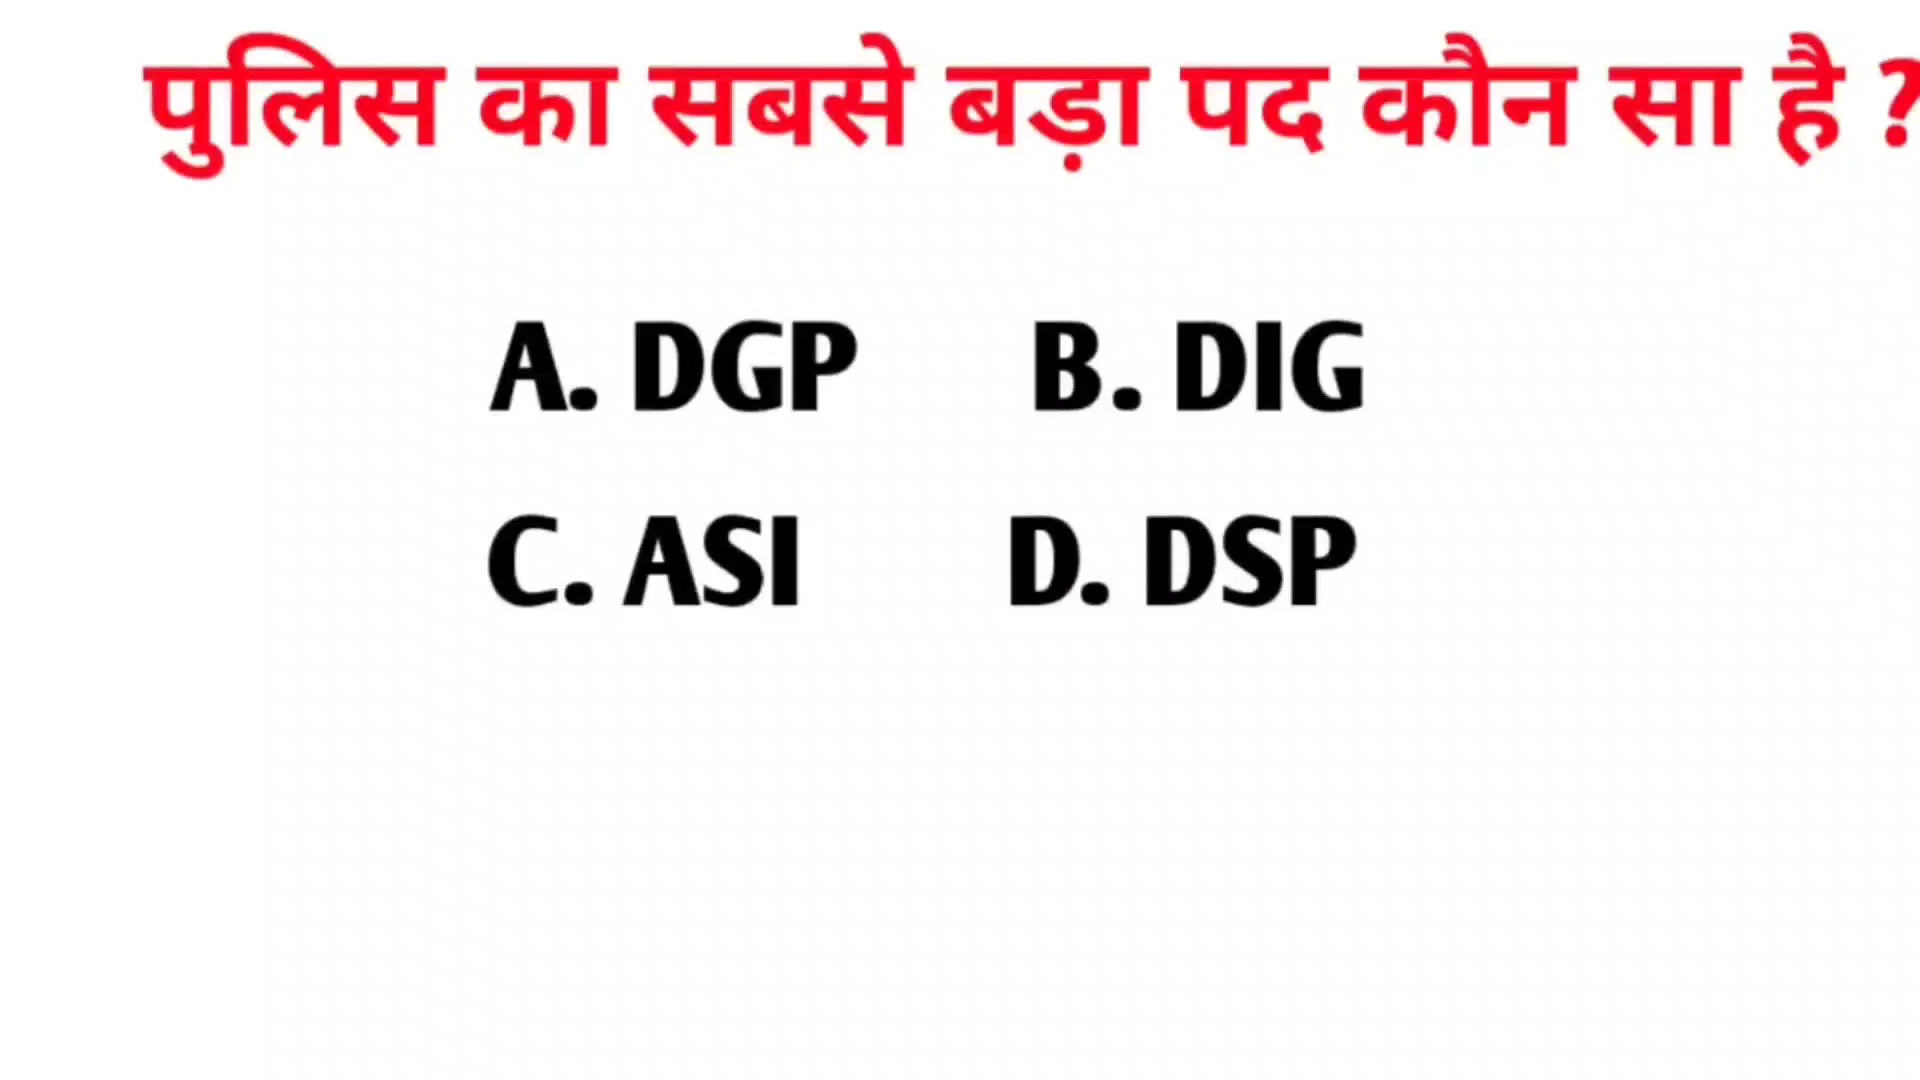 पुलिस का सबसे बड़ा पद कौन सा है ?
A. DGP B. DIG
C. ASI D. DSP